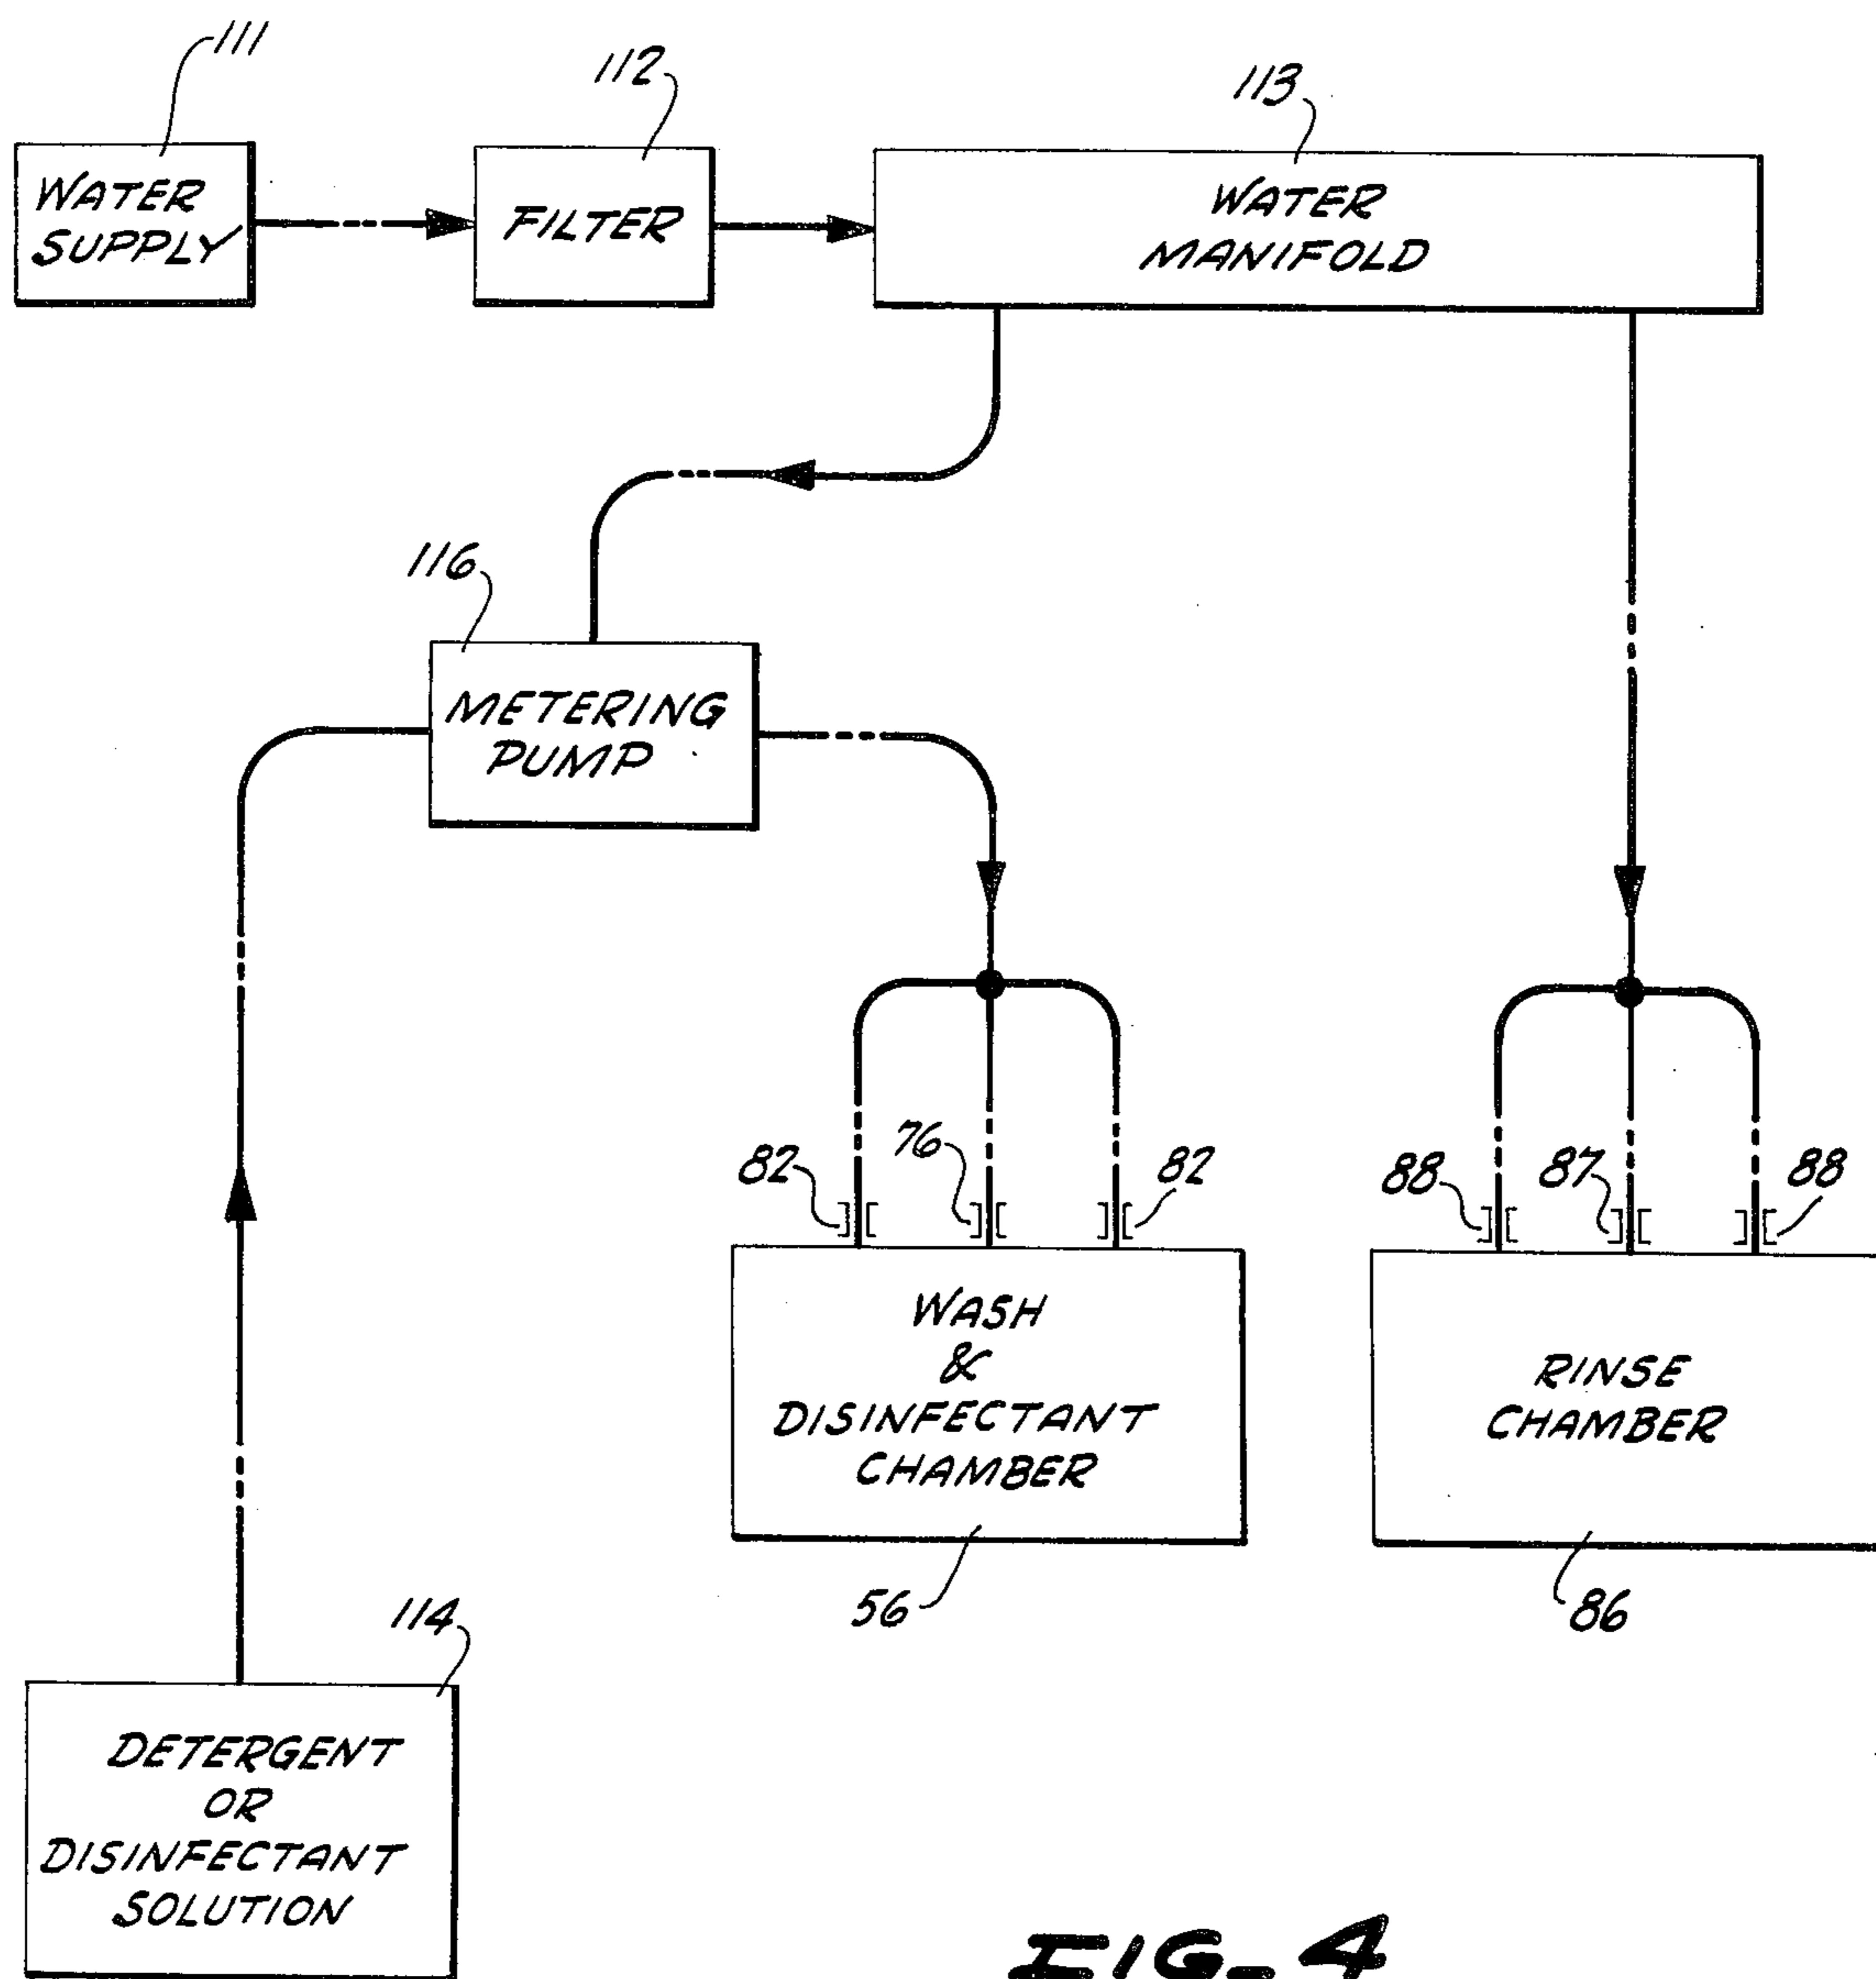 111
112
113
WATER
SUPPLY
FILTER
WATER
MANIFOLD
116
METERING
PUMP
82
76
82
88
87
88
WASH
&
DISINFECTANT
CHAMBER
RINSE
CHAMBER
56
86
114
DETERGENT
OR
DISINFECTANT
SOLUTION
FIG-4